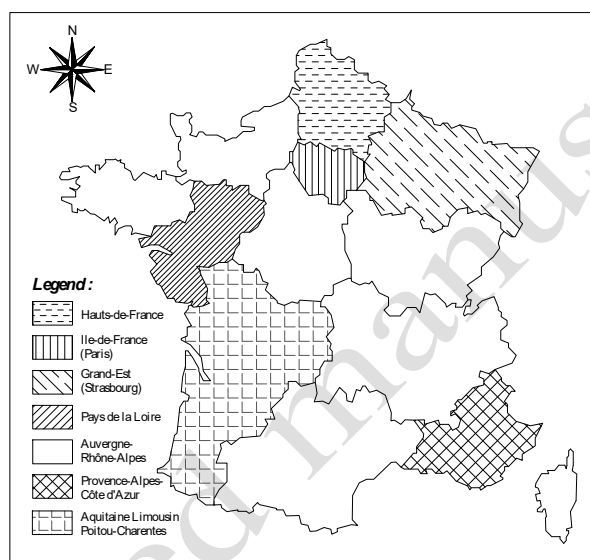 N
W
E
S
Legend :
Hauts-de-France
Ile-de-France
(Paris)
Grand-Est
(Strasbourg)
Pays de la Loire
Auvergne-
Rhône-Alpes
Provence-Alpes-
Côte d'Azur
Aquitaine Limousin
Poitou-Charentes
d manus